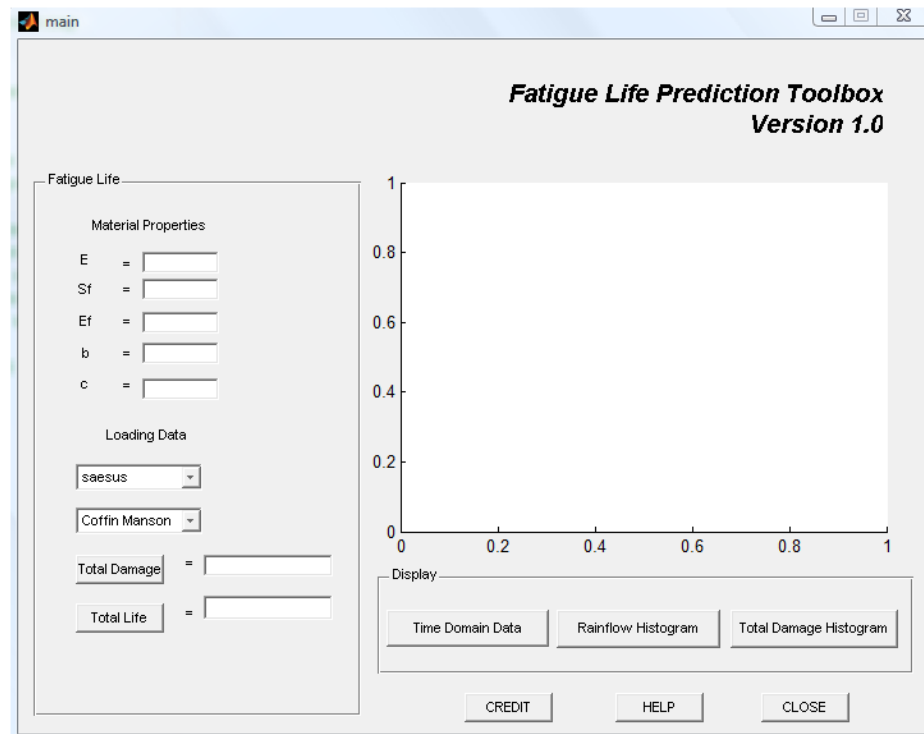 main
Fatigue Life Prediction Toolbox
Version 1.0
Fatigue Life
Material Properties
E =
Sf =
Ef =
b =
c =
Loading Data
saesus
Coffin Manson
Total Damage =
Total Life =
1
0.8
0.6
0.4
0.2
0
0 0.2 0.4 0.6 0.8 1
Display
Time Domain Data Rainflow Histogram Total Damage Histogram
CREDIT HELP CLOSE